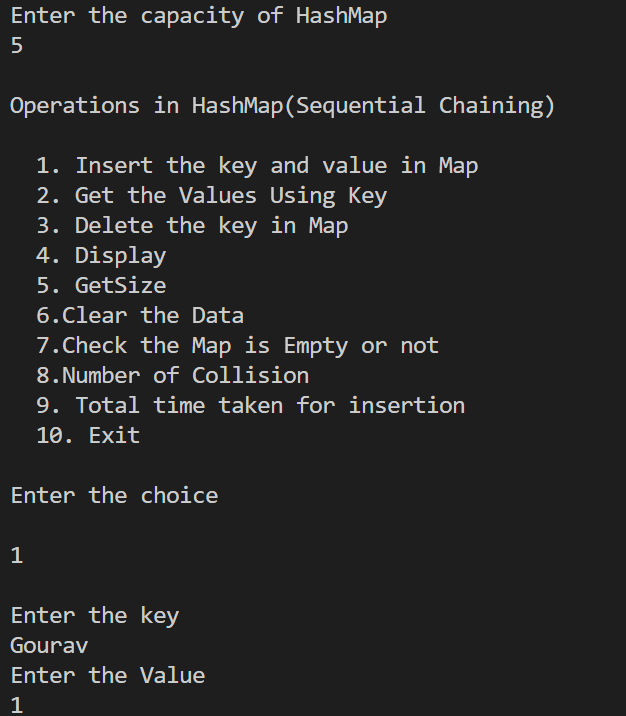 Enter the capacity of HashMap
5
Operations in HashMap(Sequential Chaining)
1. Insert the key and value in Map
2. Get the Values Using Key
3. Delete the key in Map
4. Display
5. GetSize
6.Clear the Data
7.Check the Map is Empty or not
8.Number of Collision
9. Total time taken for insertion
10. Exit
Enter the choice
1
Enter the key
Gourav
Enter the Value
1